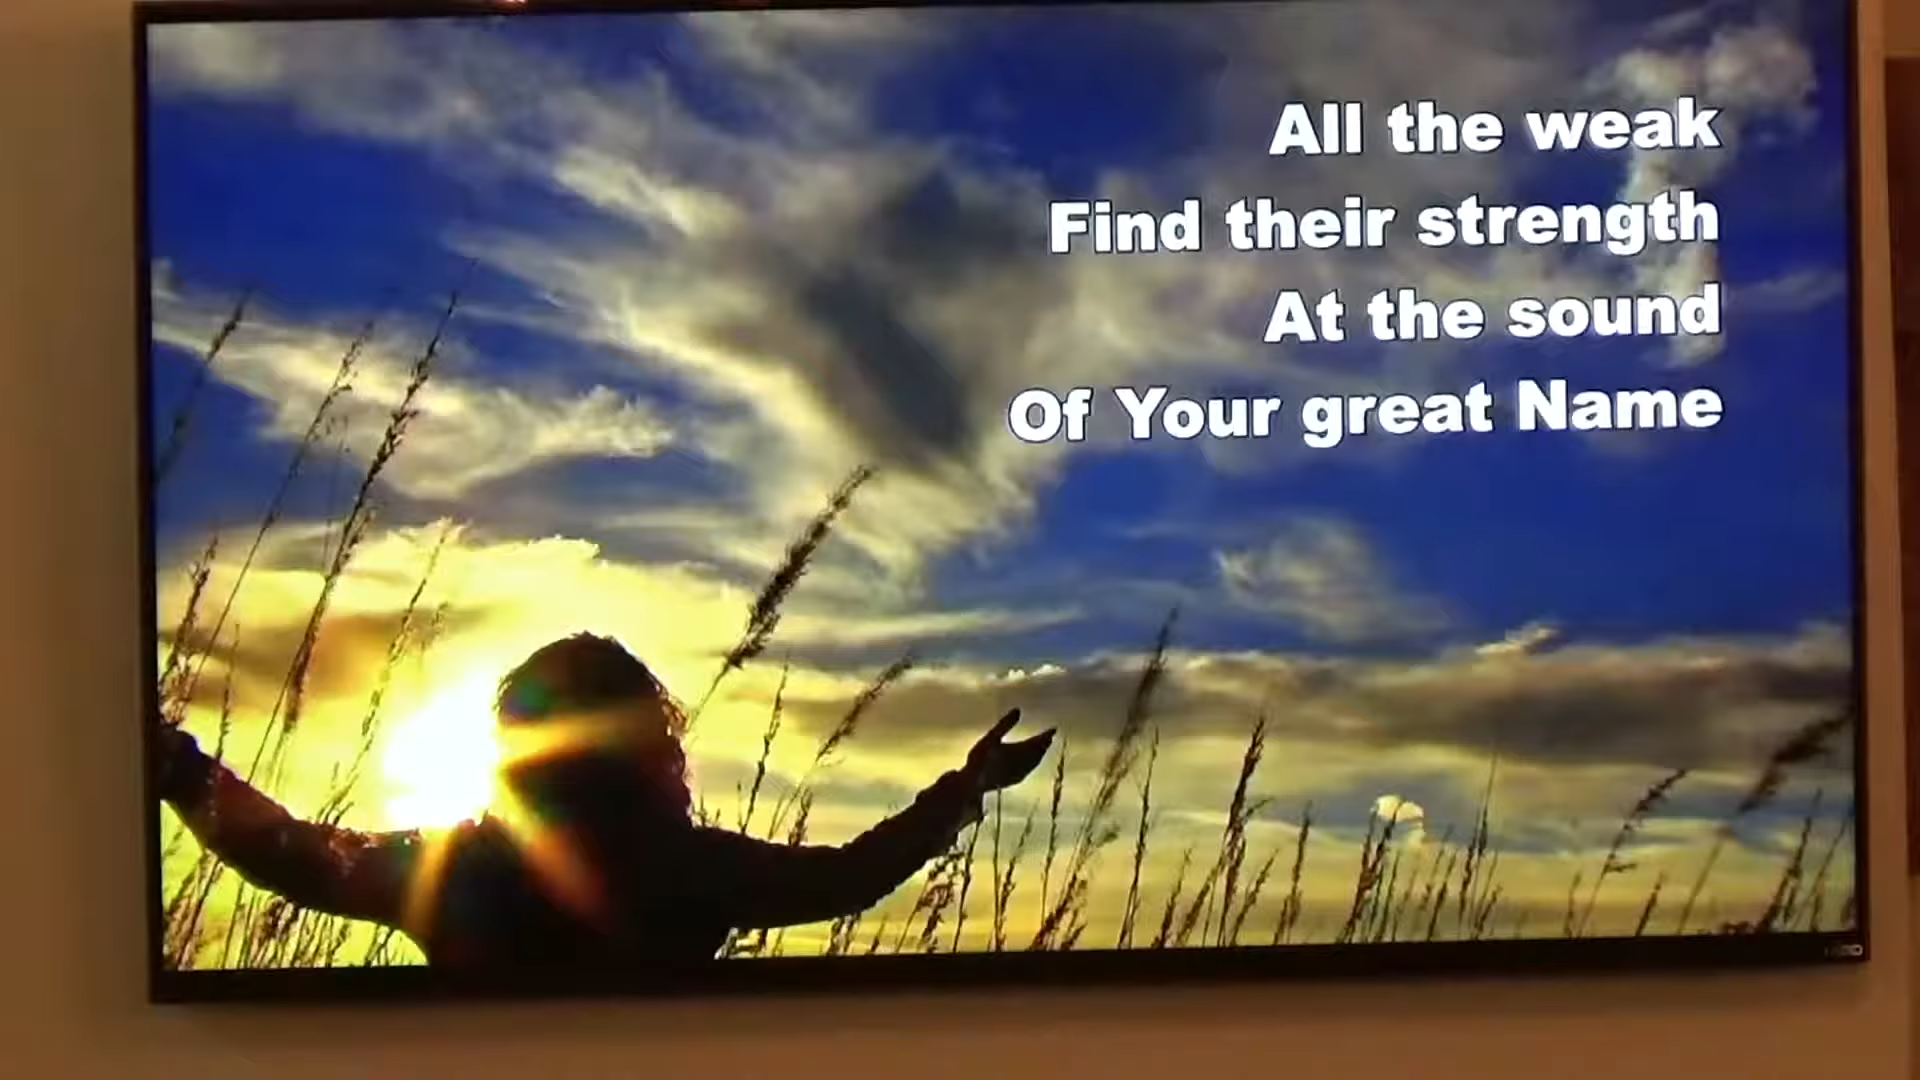 All the weak
Find their strength
At the sound
Of Your great Name